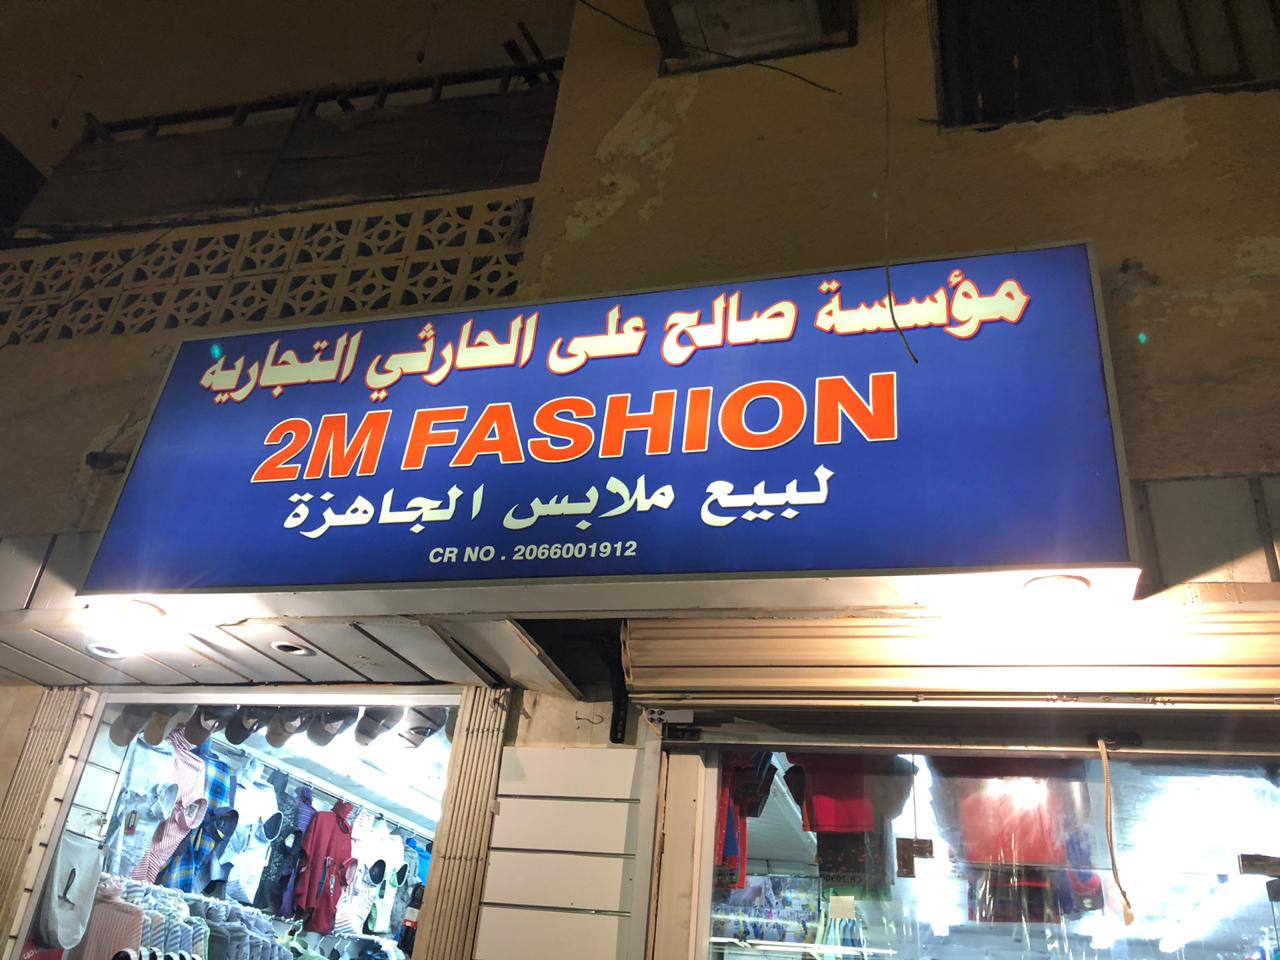 مؤسسة صالح على الحارثي التجاريه
2M FASHION
لبيع ملابس الجاهزة
CR NO . 2066001912